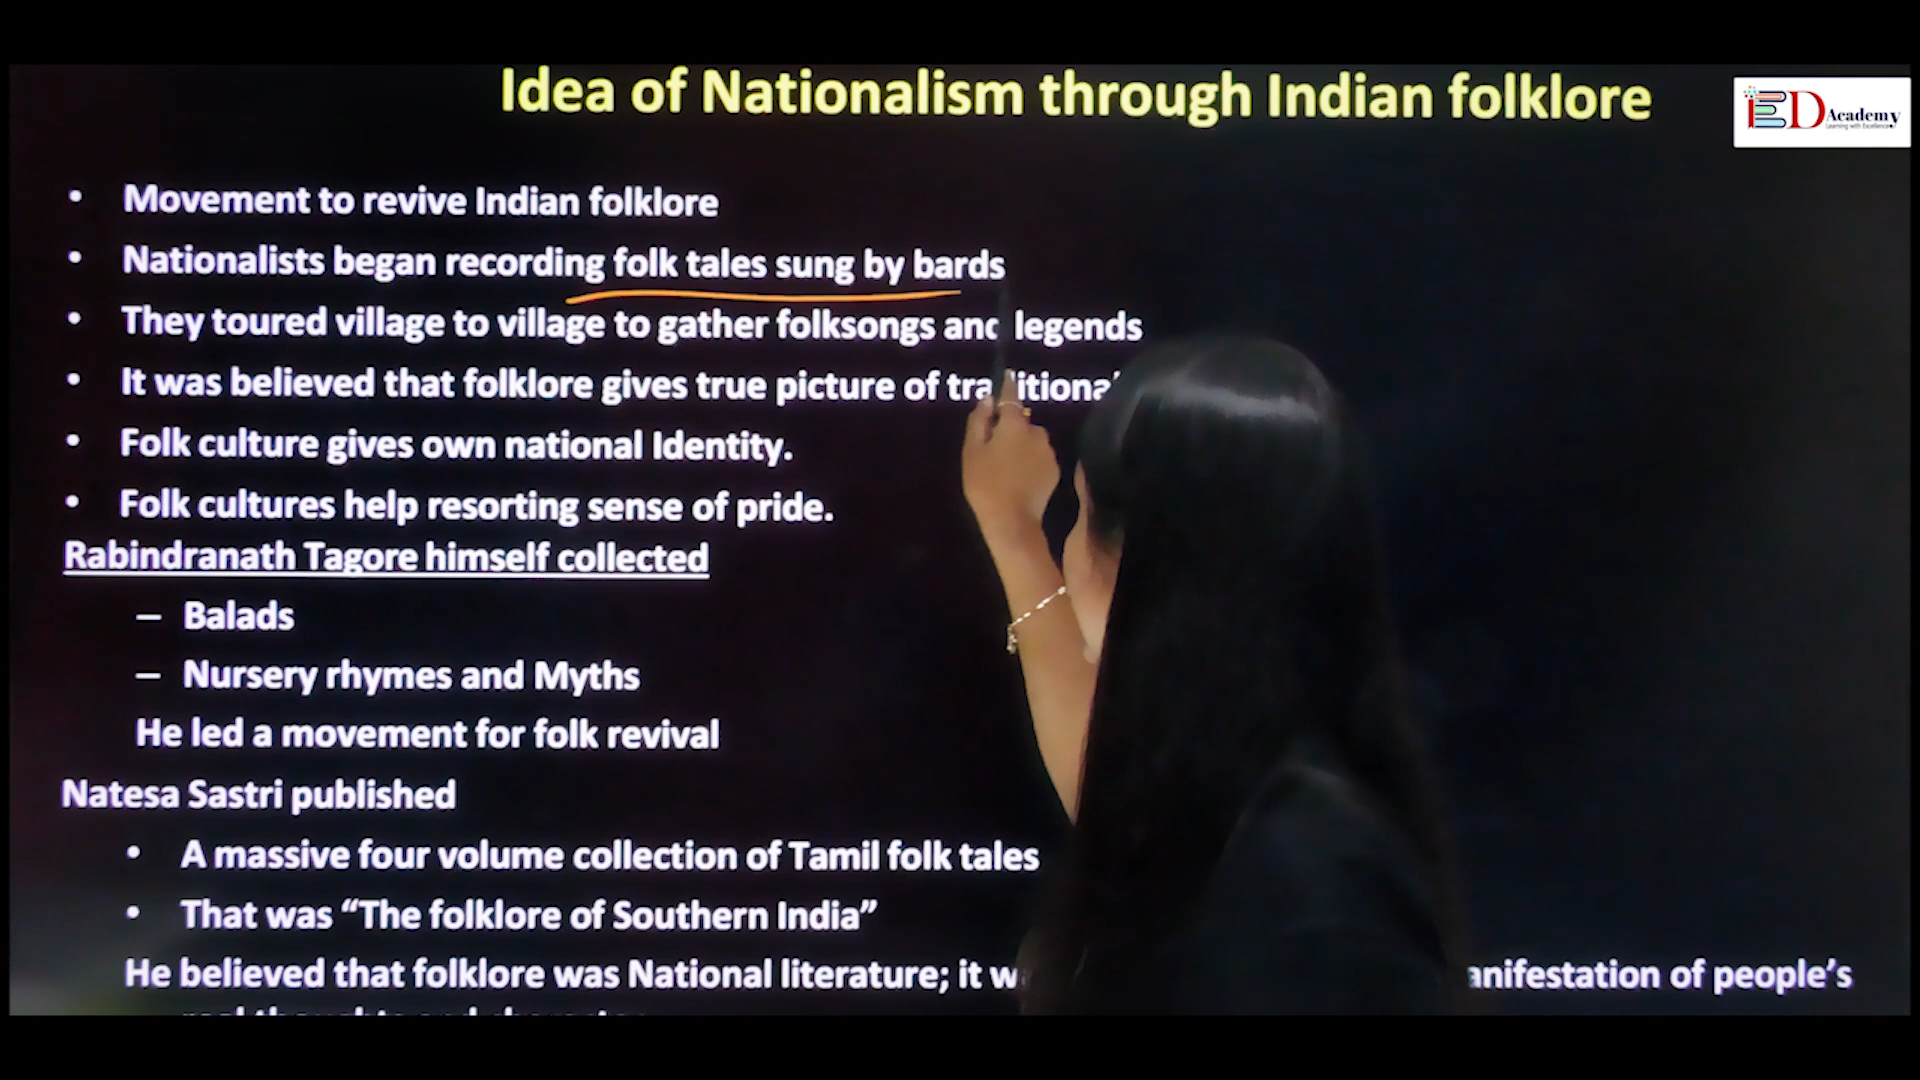 Idea of Nationalism through Indian folklore
ED Academy
Learning with Excellence
• Movement to revive Indian folklore
• Nationalists began recording folk tales sung by bards
• They toured village to village to gather folksongs and legends
• It was believed that folklore gives true picture of traditional
• Folk culture gives own national Identity.
• Folk cultures help resorting sense of pride.
Rabindranath Tagore himself collected
– Balads
– Nursery rhymes and Myths
He led a movement for folk revival
Natesa Sastri published
• A massive four volume collection of Tamil folk tales
• That was “The folklore of Southern India”
He believed that folklore was National literature; it of people’s